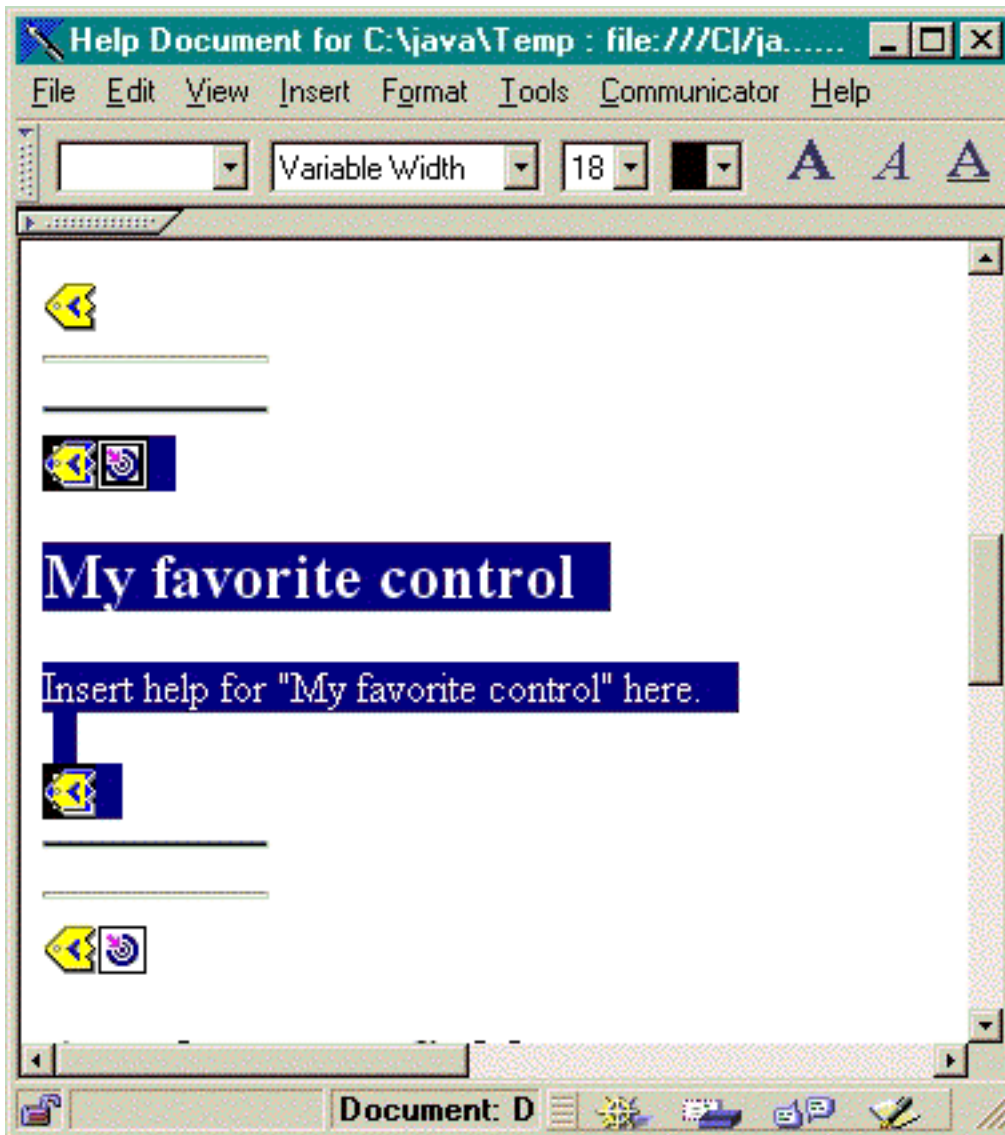 Help Document for C:\java\Temp : file:///C|/ja......
File Edit View Insert Format Tools Communicator Help
Variable Width 18 A A A
My favorite control
Insert help for "My favorite control" here.
Document: D